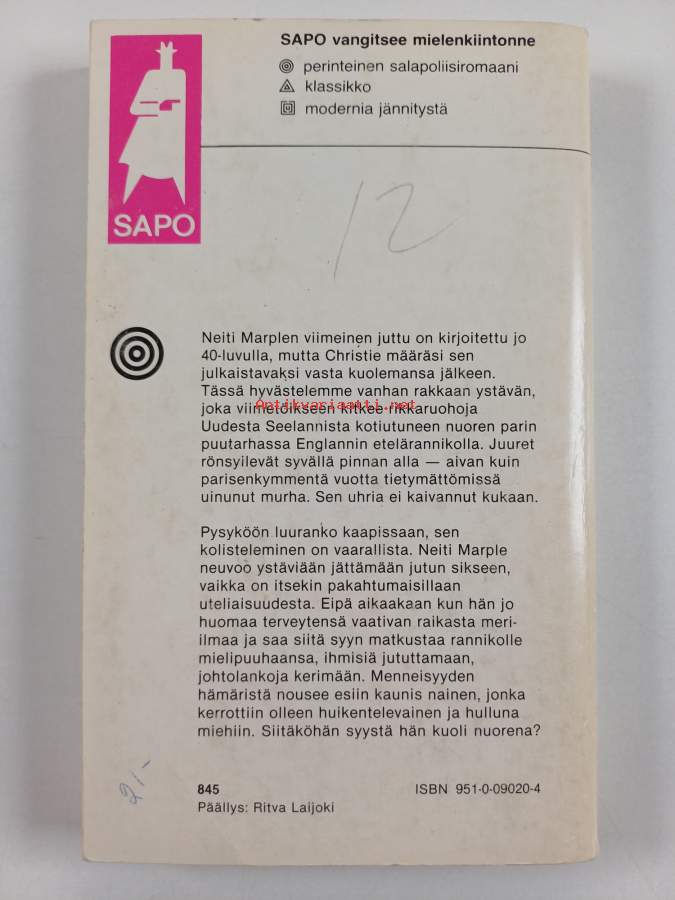 SAPO vangitsee mielenkiintonne
perinteinen salapoliisiromaani
klassikko
modernia jännitystä
SAPO
12
Neiti Marplen viimeinen juttu on kirjoitettu jo
40-luvulla, mutta Christie määräsi sen
julkaistavaksi vasta kuolemansa jälkeen.
Tässä hyvästelemme vanhan rakkaan ystävän,
Antikvariaatti.net
joka viimetöikseen kitkee rikkaruohoja
Uudesta Seelannista kotiutuneen nuoren parin
puutarhassa Englannin etelärannikolla. Juuret
rönsyilevät syvällä pinnan alla — aivan kuin
parisenkymmentä vuotta tietymättömissä
uinunut murha. Sen uhria ei kaivannut kukaan.
Pysyköön luuranko kaapissaan, sen
kolisteleminen on vaarallista. Neiti Marple
neuvoo ystäviään jättämään jutun sikseen,
vaikka on itsekin pakahtumaisillaan
uteliaisuudesta. Eipä aikaakaan kun hän jo
huomaa terveytensä vaativan raikasta meri-
ilmaa ja saa siitä syyn matkustaa rannikolle
mielipuuhaansa, ihmisiä jututtamaan,
johtolankoja kerimään. Menneisyyden
hämäristä nousee esiin kaunis nainen, jonka
kerrottiin olleen huikentelevainen ja hulluna
miehiin. Siitäköhän syystä hän kuoli nuorena?
21-
845
ISBN 951-0-09020-4
Päällys: Ritva Laijoki